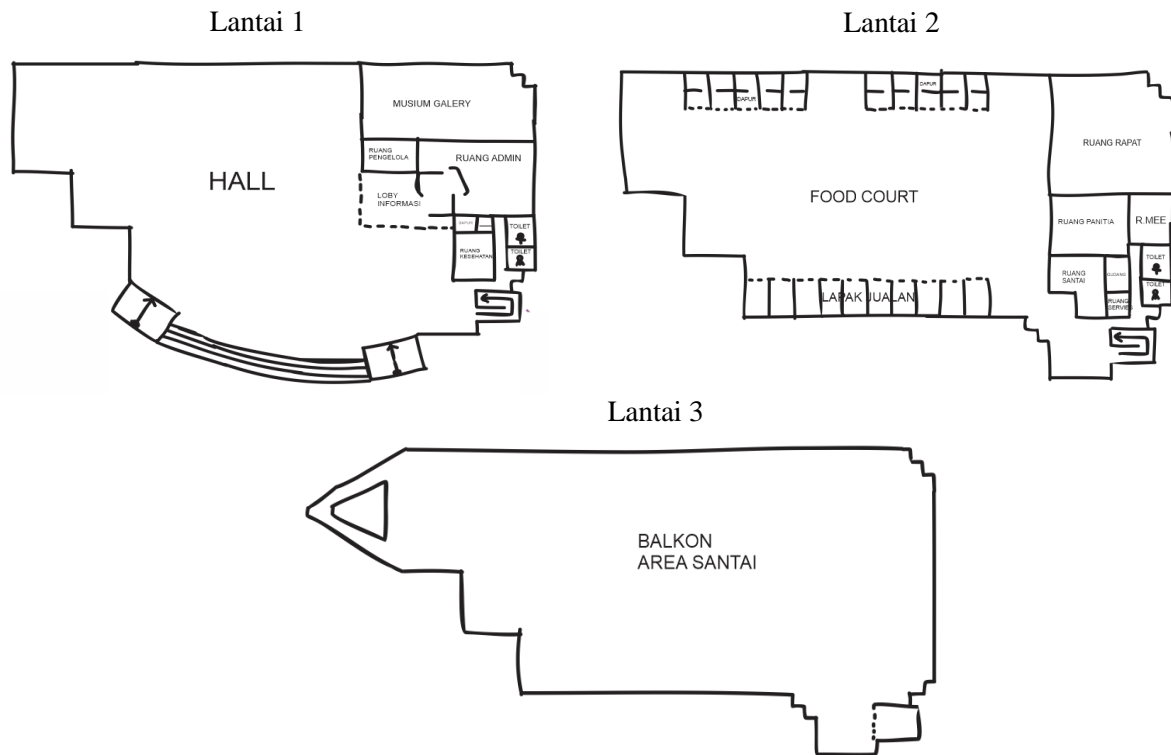 Lantai 1
MUSIUM GALERY
RUANG
PENGELOLA
RUANG ADMIN
HALL
LOBY
INFORMASI
TOILET
RUANG
KESEHATAN
TOILET
Lantai 2
DAPUR
DAPUR
RUANG RAPAT
FOOD COURT
RUANG PANITIA
R.MEE
RUANG
SANTAI
GUDANG
TOILET
LAPAK JUALAN
RUANG
SERVIES
TOILET
Lantai 3
BALKON
AREA SANTAI